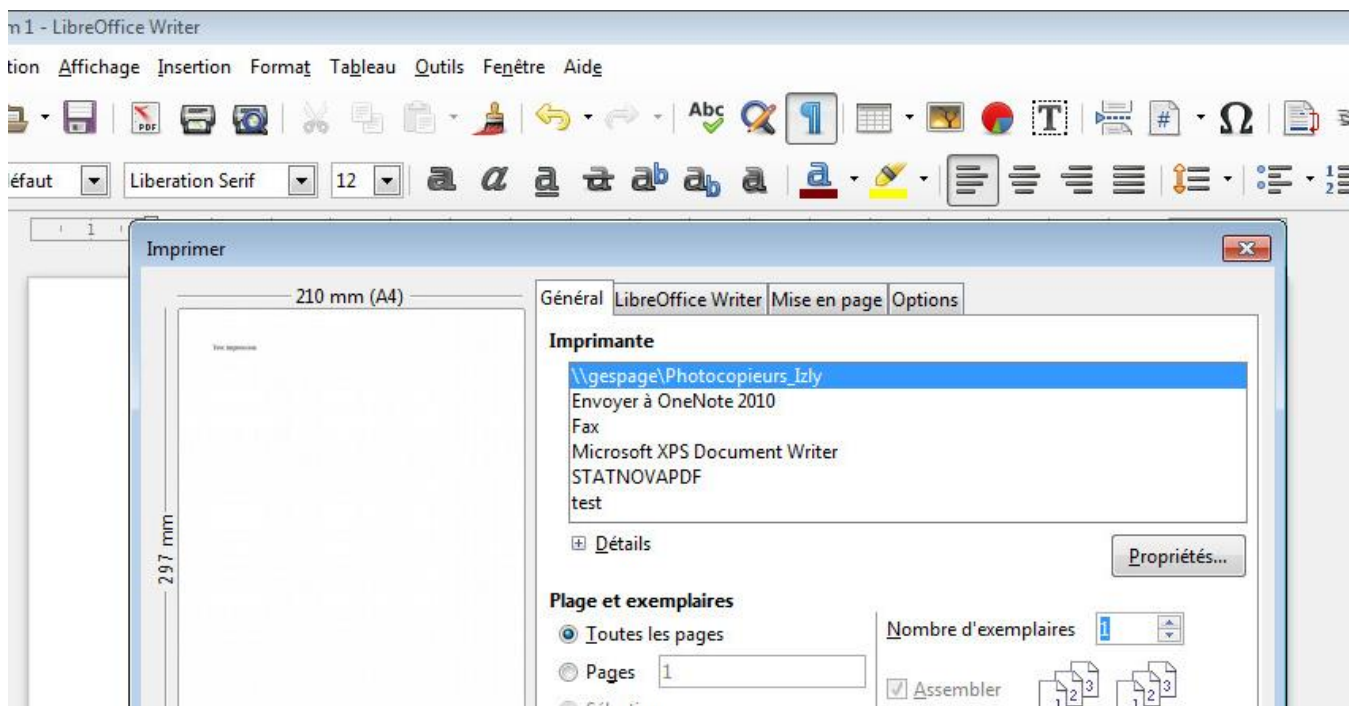 m 1 - LibreOffice Writer
tion Affichage Insertion Format Tableau Outils Fenêtre Aide
PDF Abc T # Ω
éfaut Liberation Serif 12 a a a a ab ab a a
1
Imprimer
210 mm (A4)
Général LibreOffice Writer Mise en page Options
Imprimante
\\gespage\Photocopieurs_Izly
Envoyer à OneNote 2010
Fax
Microsoft XPS Document Writer
STATNOVAPDF
test
Détails
Propriétés...
297 mm
Plage et exemplaires
Toutes les pages
Nombre d'exemplaires 1
Pages 1
Assembler